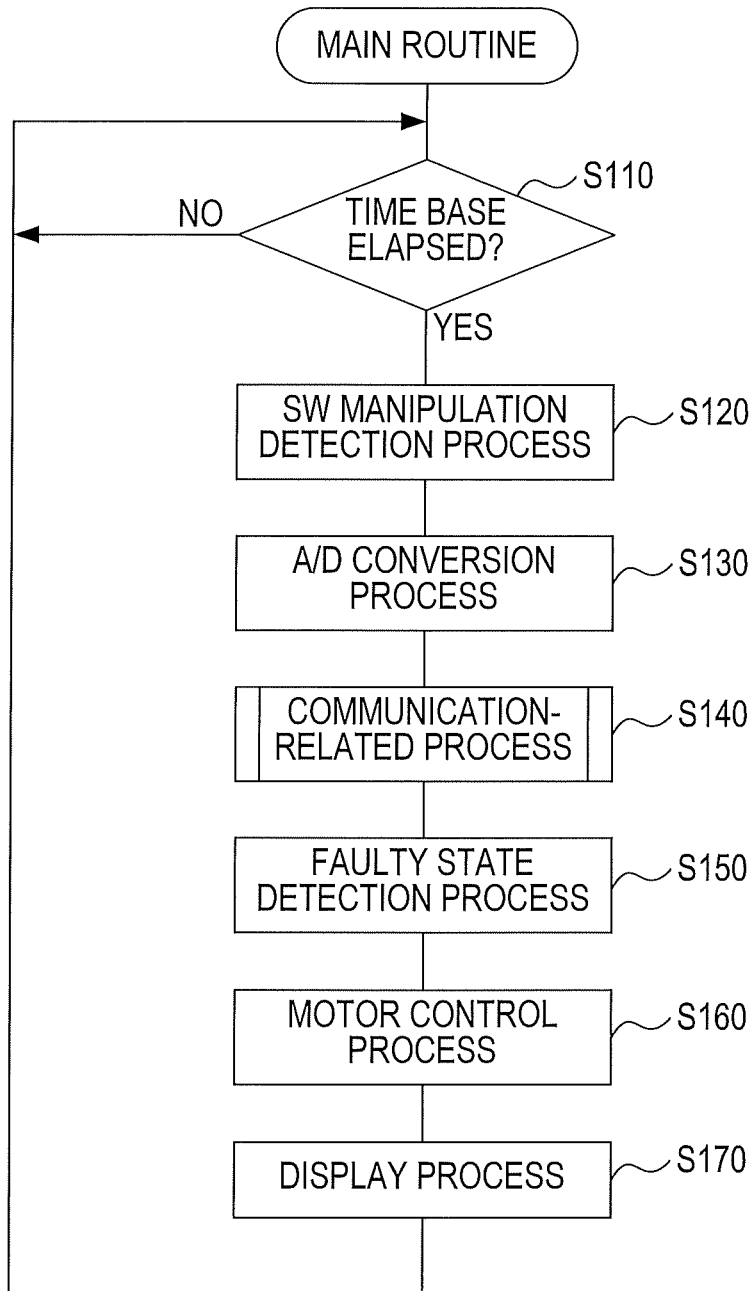 MAIN ROUTINE
S110
TIME BASE
ELAPSED?
NO
YES
SW MANIPULATION
DETECTION PROCESS
S120
A/D CONVERSION
PROCESS
S130
COMMUNICATION-
RELATED PROCESS
S140
FAULTY STATE
DETECTION PROCESS
S150
MOTOR CONTROL
PROCESS
S160
DISPLAY PROCESS
S170